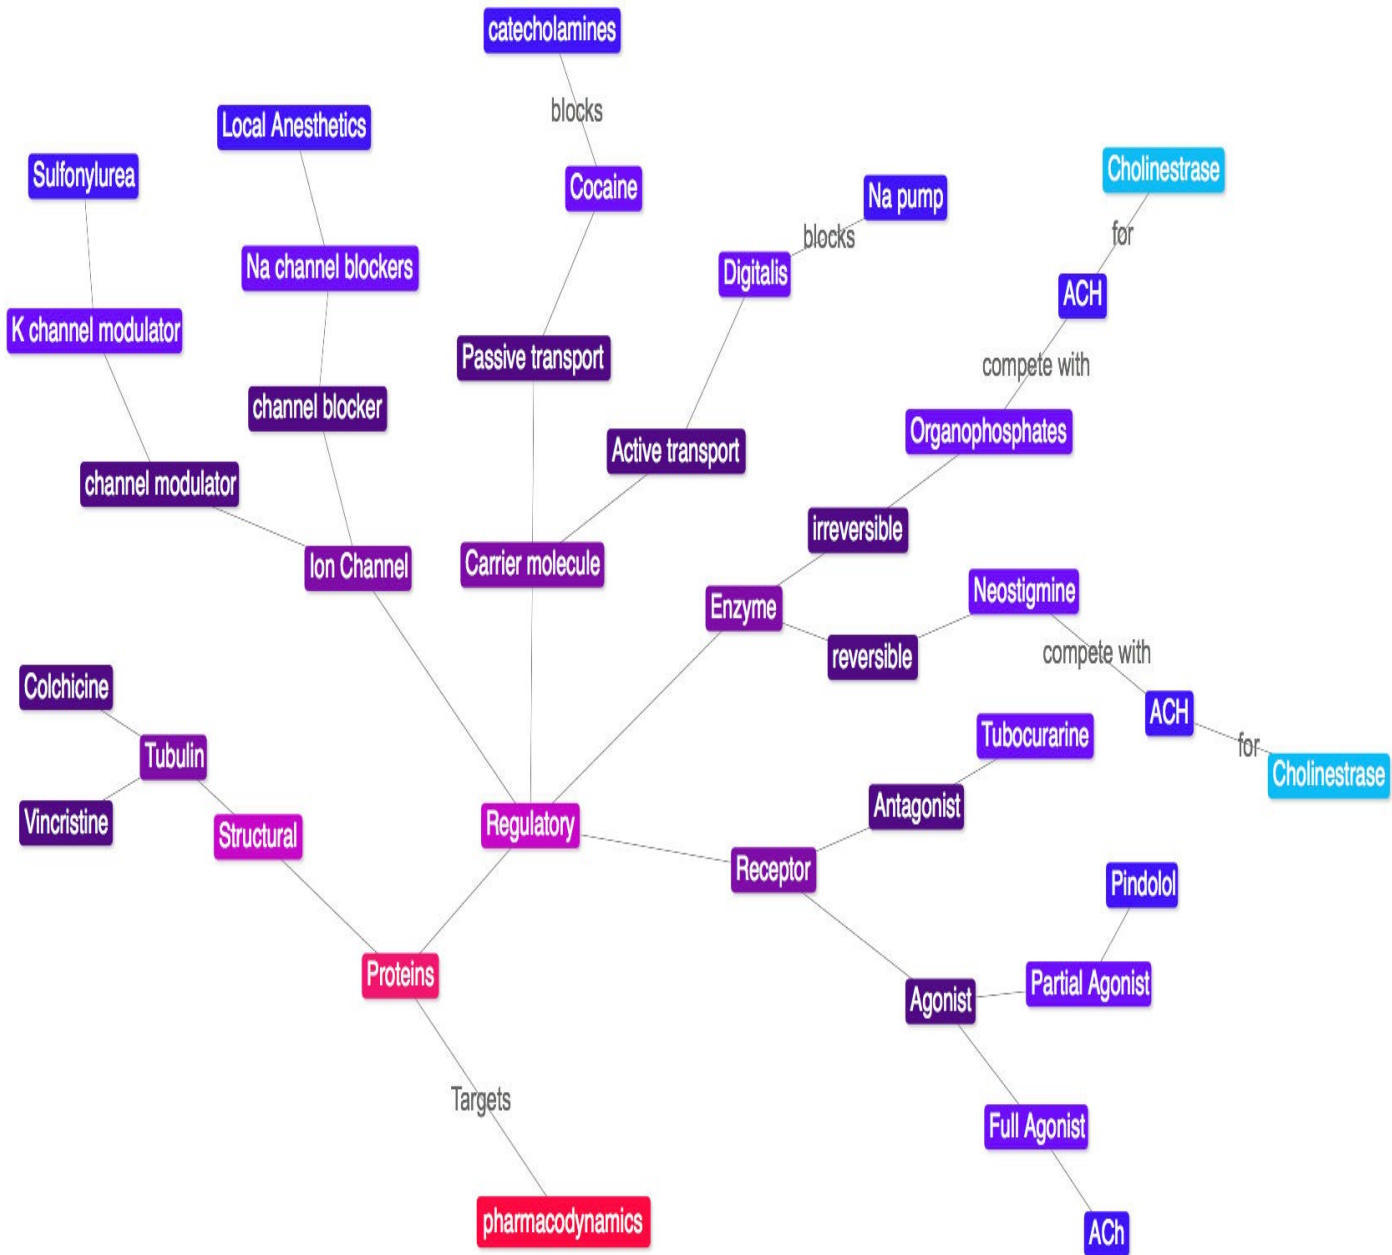 catecholamines
blocks
Local Anesthetics
Sulfonylurea
Cocaine
Cholinestrase
Na pump
blocks
for
Na channel blockers
Digitalis
ACH
K channel modulator
Passive transport
compete with
channel blocker
Organophosphates
Active transport
channel modulator
irreversible
Ion Channel
Carrier molecule
Enzyme
Neostigmine
reversible
compete with
Colchicine
ACH
Tubocurarine
for
Tubulin
Cholinestrase
Antagonist
Vincristine
Structural
Regulatory
Receptor
Pindolol
Proteins
Partial Agonist
Agonist
Targets
Full Agonist
pharmacodynamics
ACh